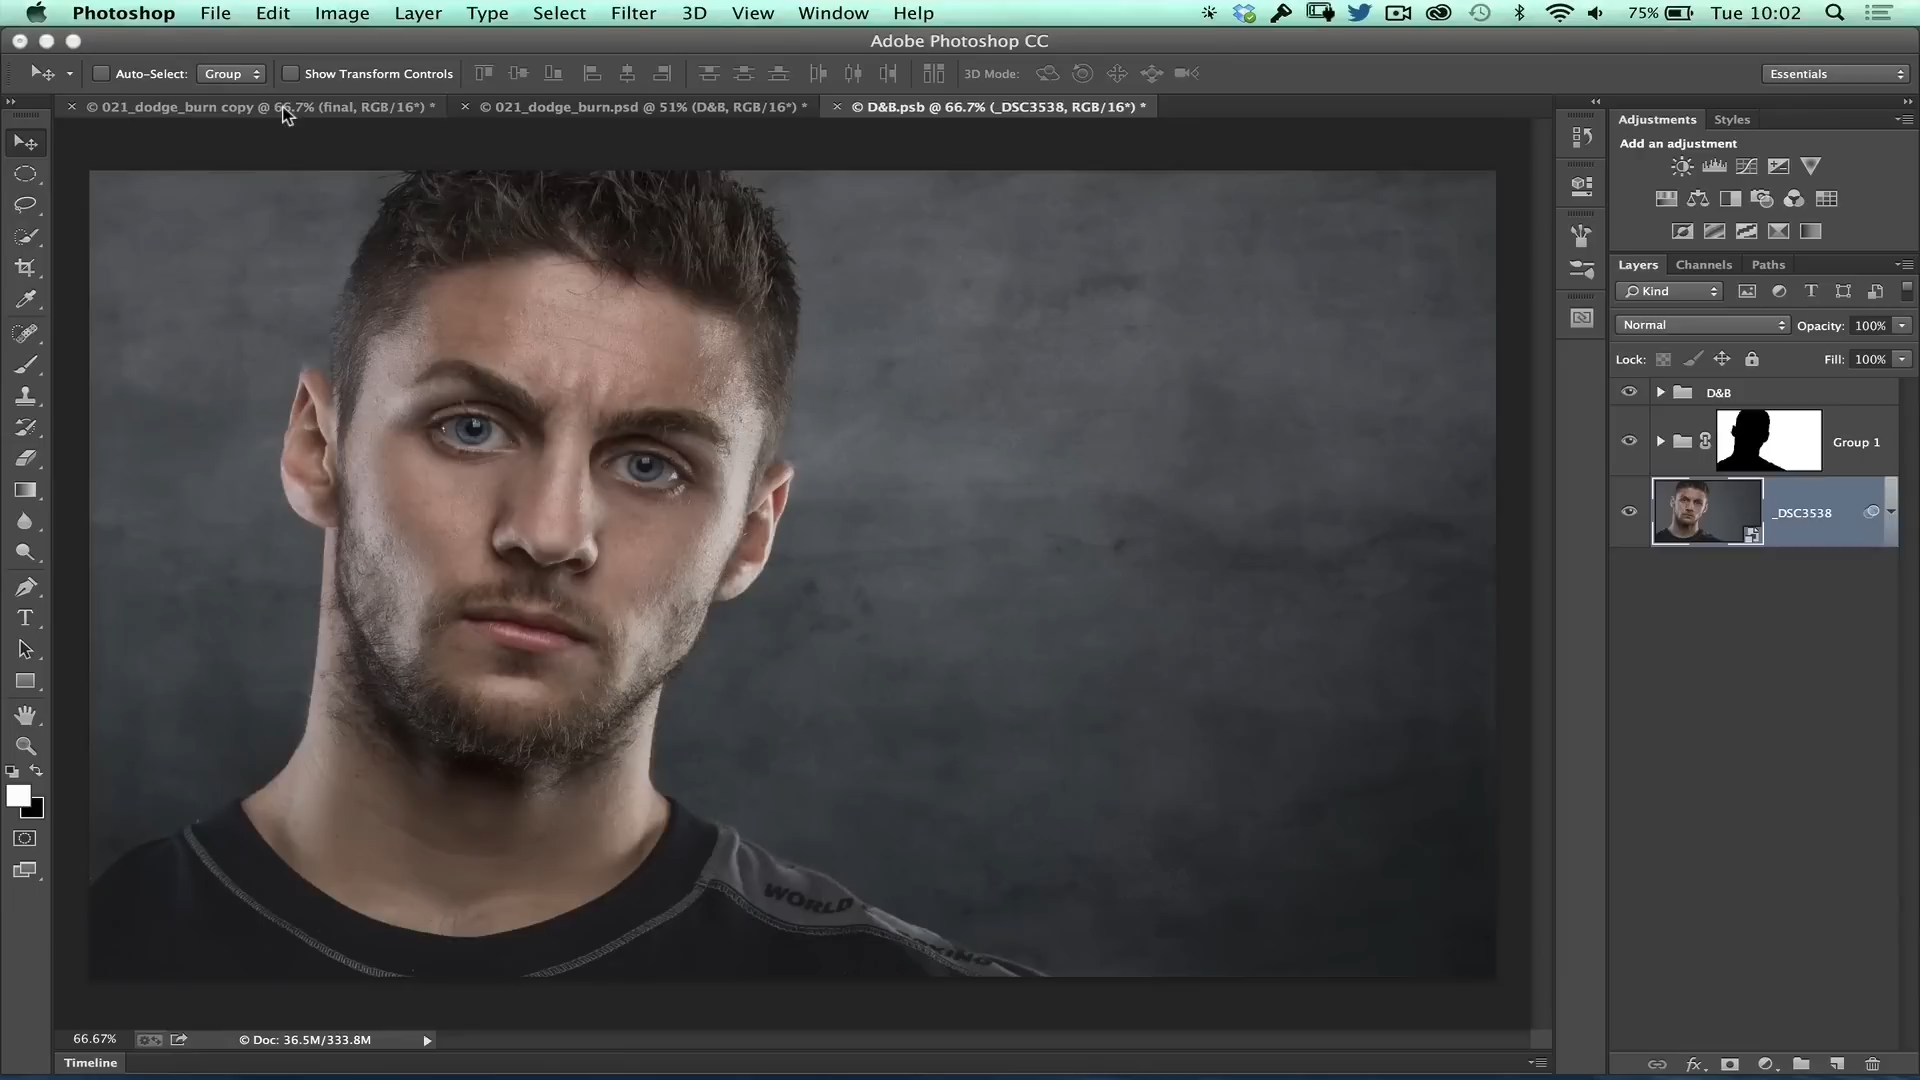 Photoshop File Edit Image Layer Type Select Filter 3D View Window Help 75% Tue 10:02
Adobe Photoshop CC
Auto-Select: Group Show Transform Controls 3D Mode: Essentials
× © 021_dodge_burn copy @ 66.7% (final, RGB/16*) * × © 021_dodge_burn.psd @ 51% (D&B, RGB/16*) * × © D&B.psb @ 66.7% (_DSC3538, RGB/16*) *
Adjustments Styles
Add an adjustment
Layers Channels Paths
Kind
Normal Opacity: 100%
Lock: Fill: 100%
D&B
Group 1
_DSC3538
WORLD
66.67% © Doc: 36.5M/333.8M
Timeline